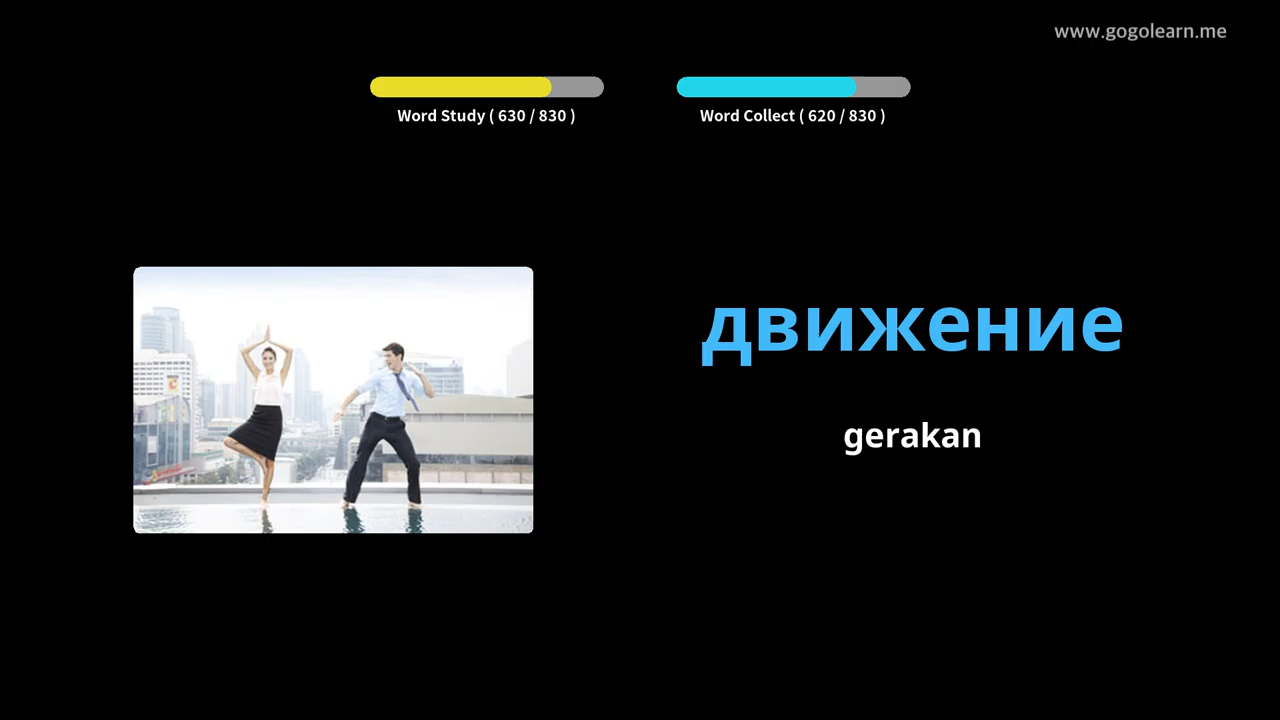 www.gogolearn.me
Word Study ( 630 / 830 )
Word Collect ( 620 / 830 )
движение
gerakan